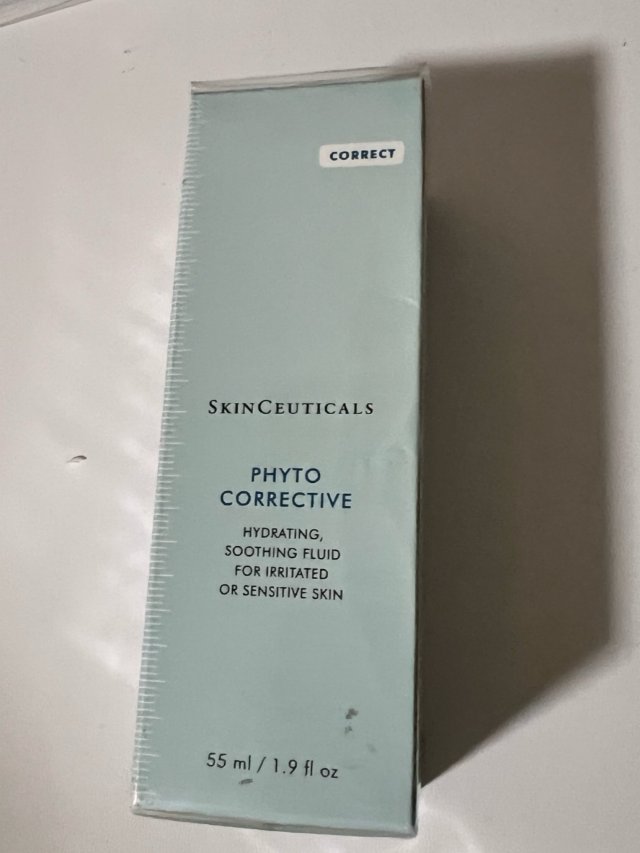 CORRECT
SKINCEUTICALS
PHYTO
CORRECTIVE
HYDRATING,
SOOTHING FLUID
FOR IRRITATED
OR SENSITIVE SKIN
55 ml / 1.9 fl oz